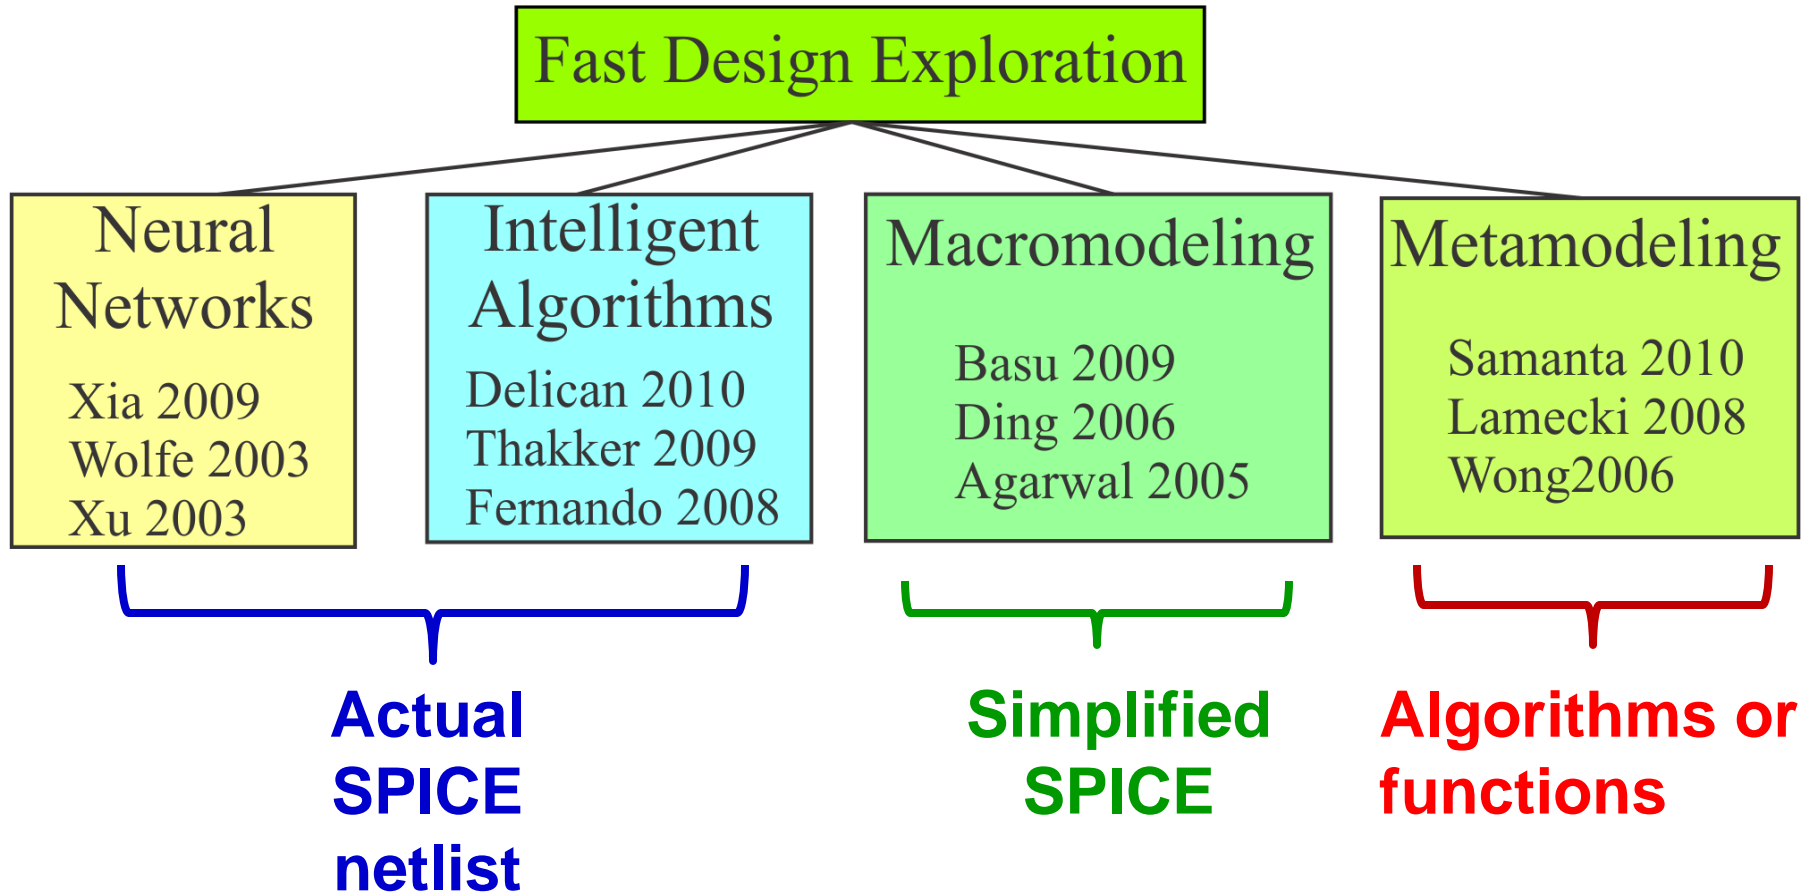 Fast Design Exploration
Neural
Networks
Xia 2009
Wolfe 2003
Xu 2003
Intelligent
Algorithms
Delican 2010
Thakker 2009
Fernando 2008
Macromodeling
Basu 2009
Ding 2006
Agarwal 2005
Metamodeling
Samanta 2010
Lamecki 2008
Wong2006
Actual
SPICE
netlist
Simplified
SPICE
Algorithms or
functions